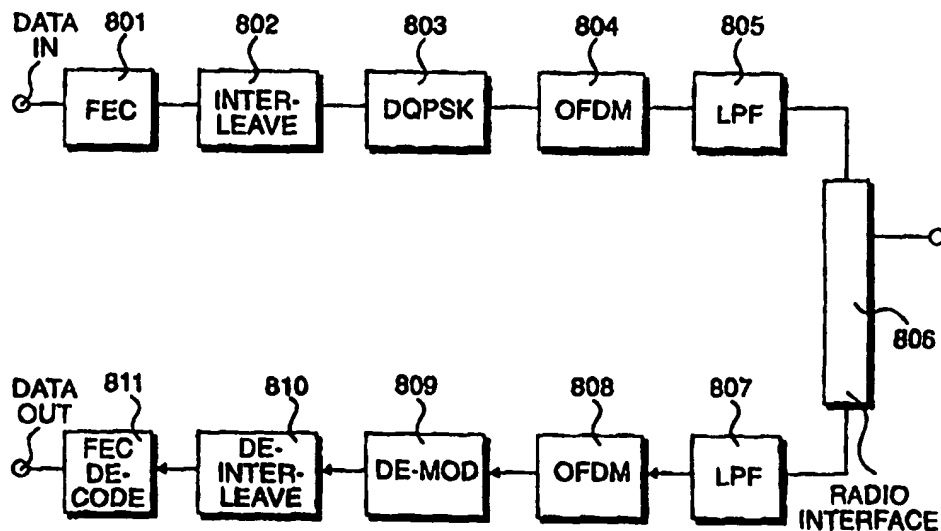 DATA
IN
801
802
803
804
805
FEC
INTER-
LEAVE
DQPSK
OFDM
LPF
806
DATA
OUT
811
810
809
808
807
FEC
DE-
CODE
DE-
INTER-
LEAVE
DE-MOD
OFDM
LPF
RADIO
INTERFACE